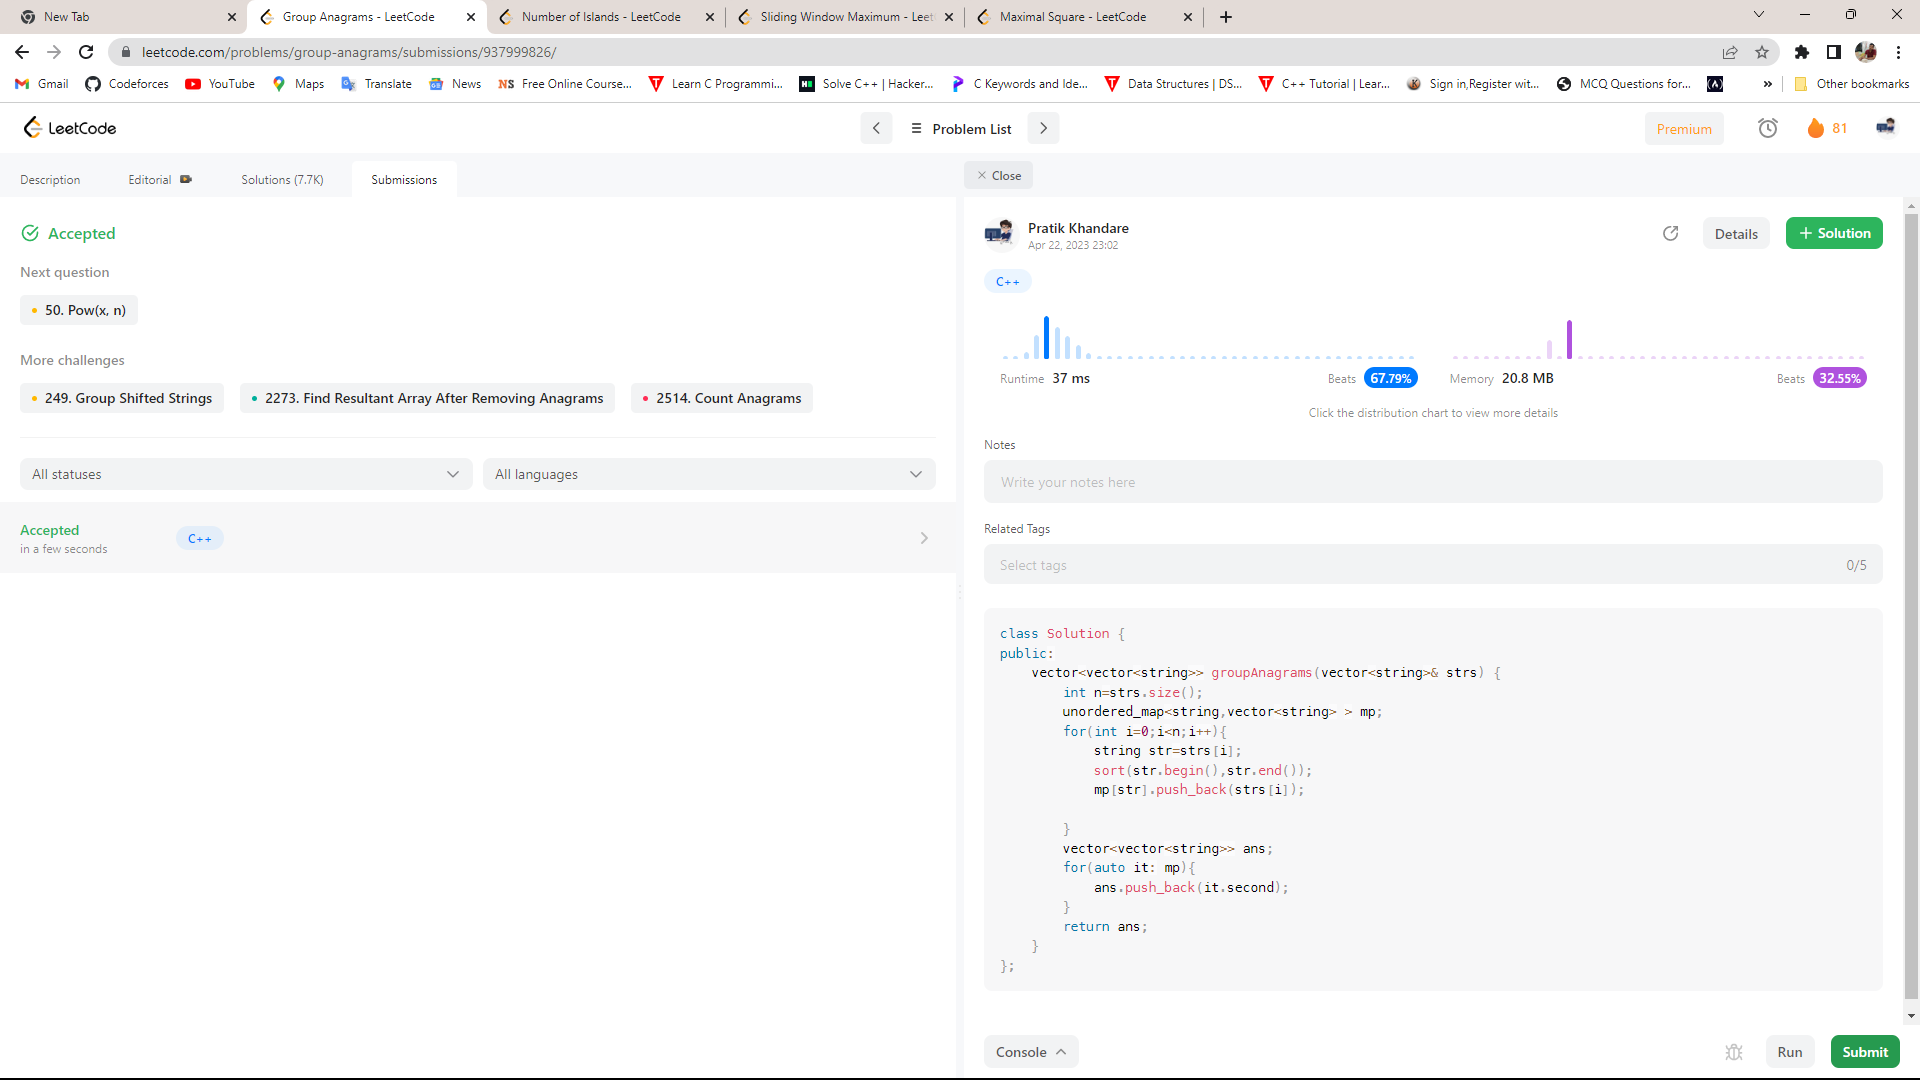 New Tab
Group Anagrams - LeetCode
Number of Islands - LeetCode
Sliding Window Maximum - Leet
Maximal Square - LeetCode
leetcode.com/problems/group-anagrams/submissions/937999826/
Gmail
Codeforces
YouTube
Maps
Translate
News
NS Free Online Course...
Learn C Programmi...
Solve C++ | Hacker...
C Keywords and Ide...
Data Structures | DS...
C++ Tutorial | Lear...
Sign in,Register wit...
MCQ Questions for...
Other bookmarks
LeetCode
Problem List
Premium
81
Description
Editorial
Solutions (7.7K)
Submissions
Close
Accepted
Next question
50. Pow(x, n)
More challenges
249. Group Shifted Strings
2273. Find Resultant Array After Removing Anagrams
2514. Count Anagrams
All statuses
All languages
Accepted
in a few seconds
C++
Pratik Khandare
Apr 22, 2023 23:02
Details
+ Solution
C++
Runtime 37 ms
Beats 67.79%
Memory 20.8 MB
Beats 32.55%
Click the distribution chart to view more details
Notes
Write your notes here
Related Tags
Select tags
0/5
class Solution {
public:
    vector<vector<string>> groupAnagrams(vector<string>& strs) {
        int n=strs.size();
        unordered_map<string,vector<string> > mp;
        for(int i=0;i<n;i++){
            string str=strs[i];
            sort(str.begin(),str.end());
            mp[str].push_back(strs[i]);
        }
        vector<vector<string>> ans;
        for(auto it: mp){
            ans.push_back(it.second);
        }
        return ans;
    }
};
Console
Run
Submit